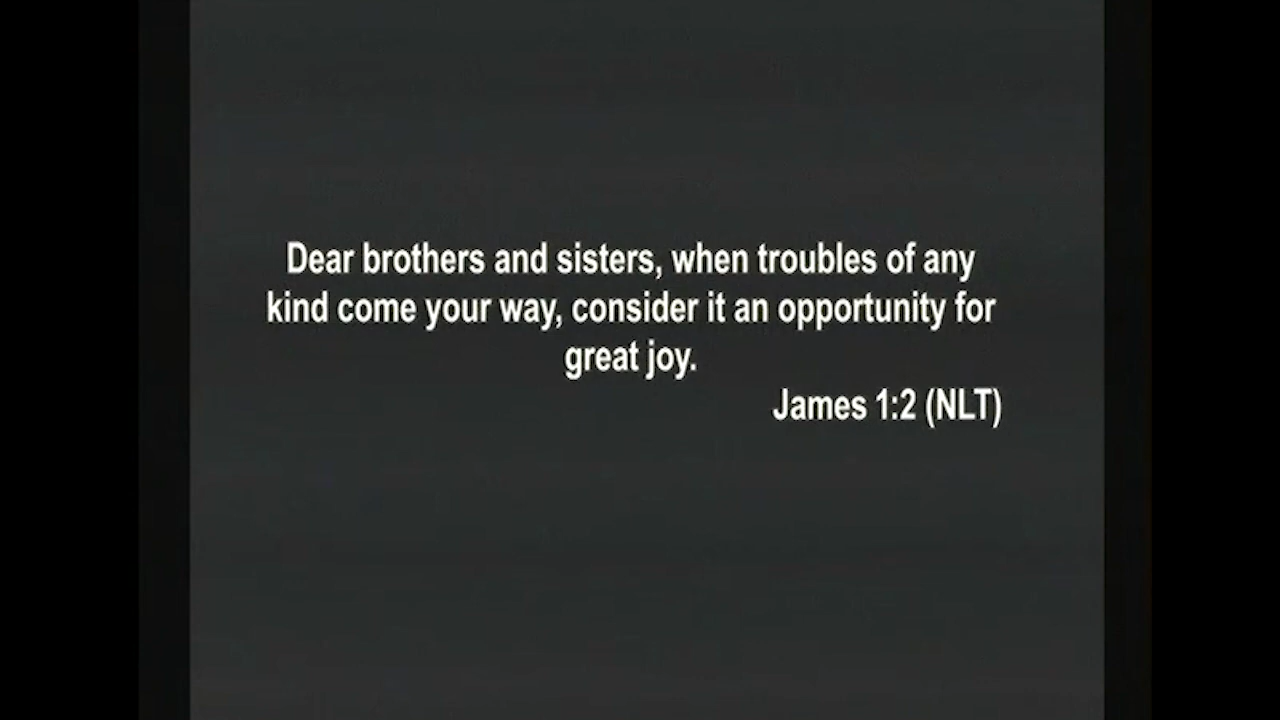 Dear brothers and sisters, when troubles of any
kind come your way, consider it an opportunity for
great joy.
James 1:2 (NLT)